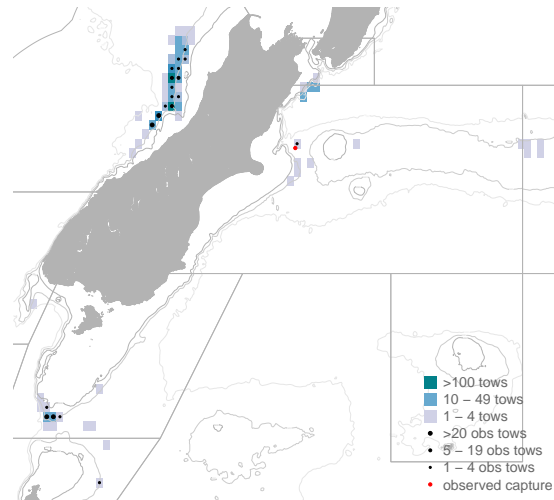 >100 tows
10 – 49 tows
1 – 4 tows
>20 obs tows
5 – 19 obs tows
1 – 4 obs tows
observed capture